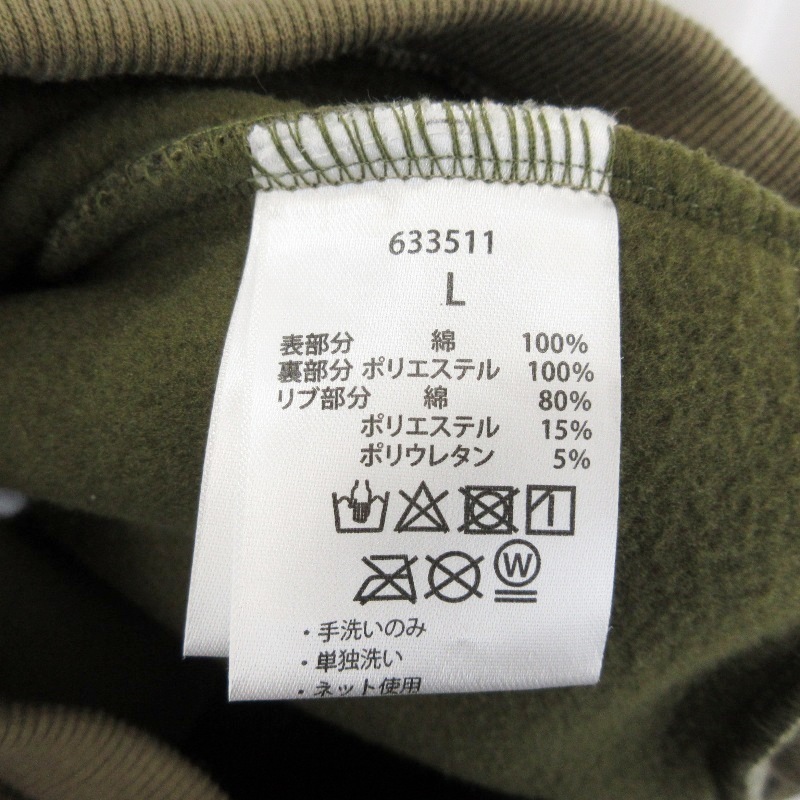 633511
L
表部分 綿 100%
裏部分 ポリエステル 100%
リブ部分 綿 80%
ポリエステル 15%
ポリウレタン 5%
W
・手洗いのみ
・単独洗い
・ネット使用